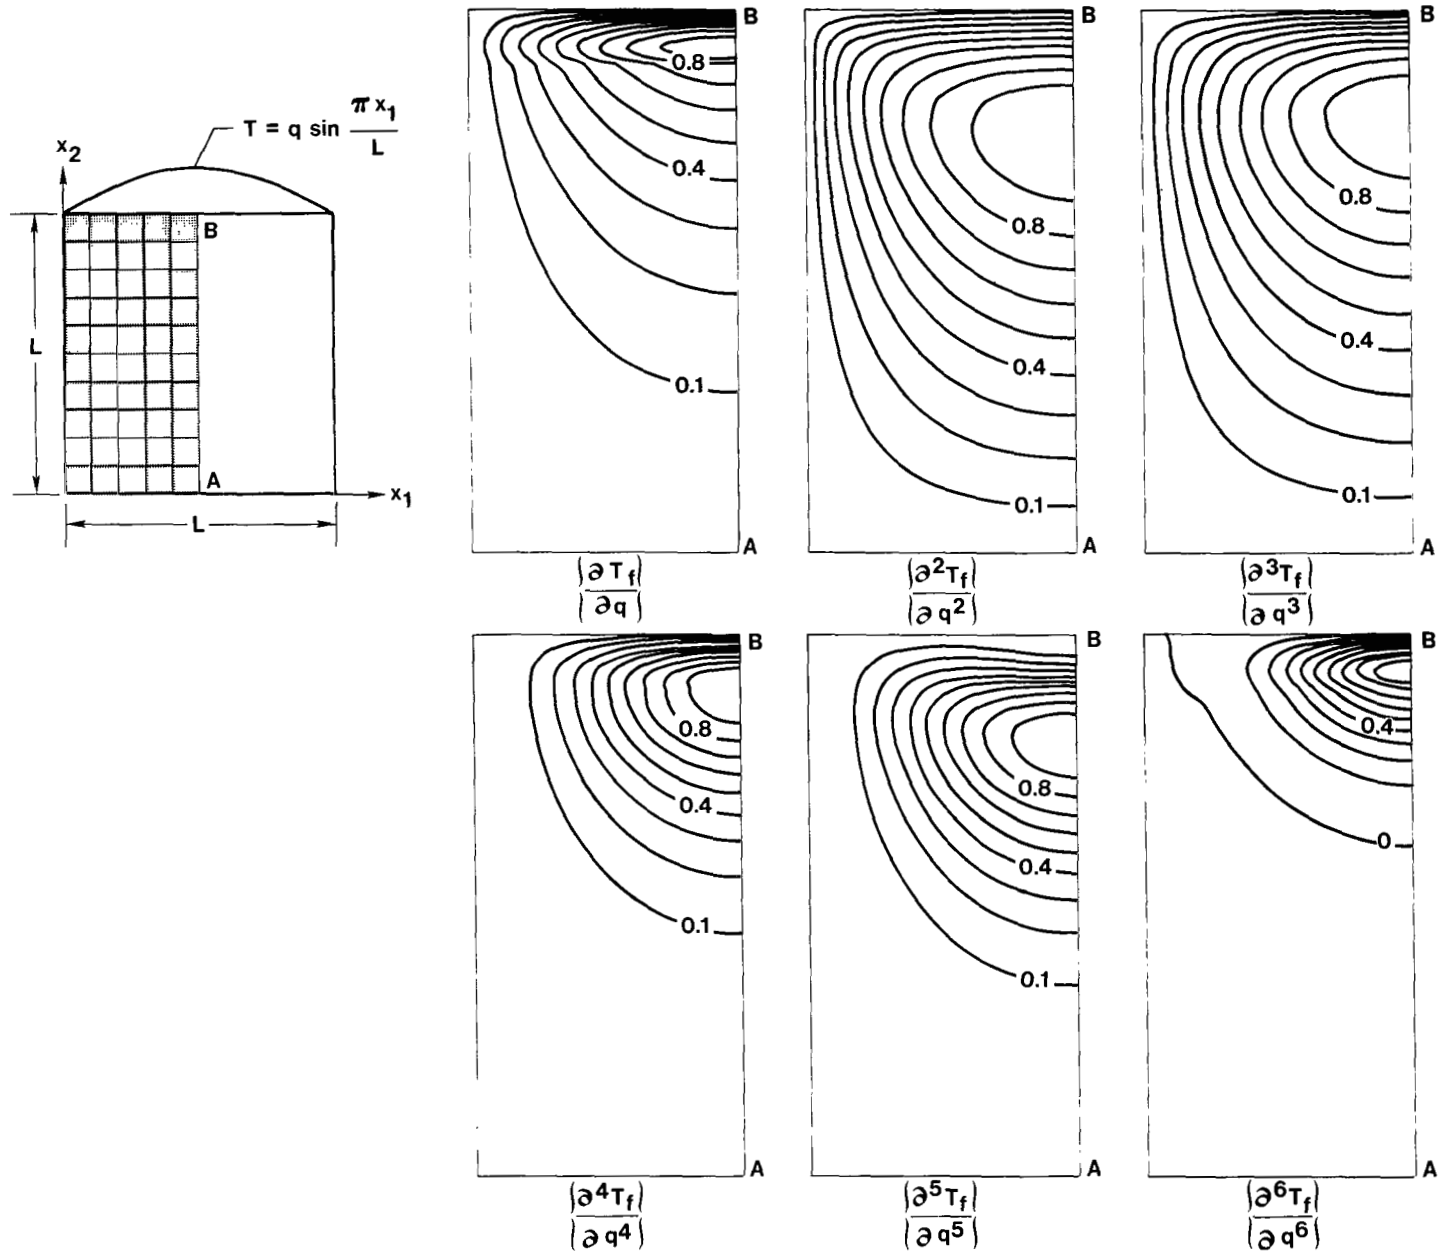 T = q sin π x1 / L
x2
B
L
A
x1
L
B
0.8
0.4
0.1
A
{∂Tf / ∂q}
B
0.8
0.4
0.1
A
{∂²Tf / ∂q²}
B
0.8
0.4
0.1
A
{∂³Tf / ∂q³}
B
0.8
0.4
0.1
A
{∂⁴Tf / ∂q⁴}
B
0.8
0.4
0.1
A
{∂⁵Tf / ∂q⁵}
B
0.4
0
A
{∂⁶Tf / ∂q⁶}